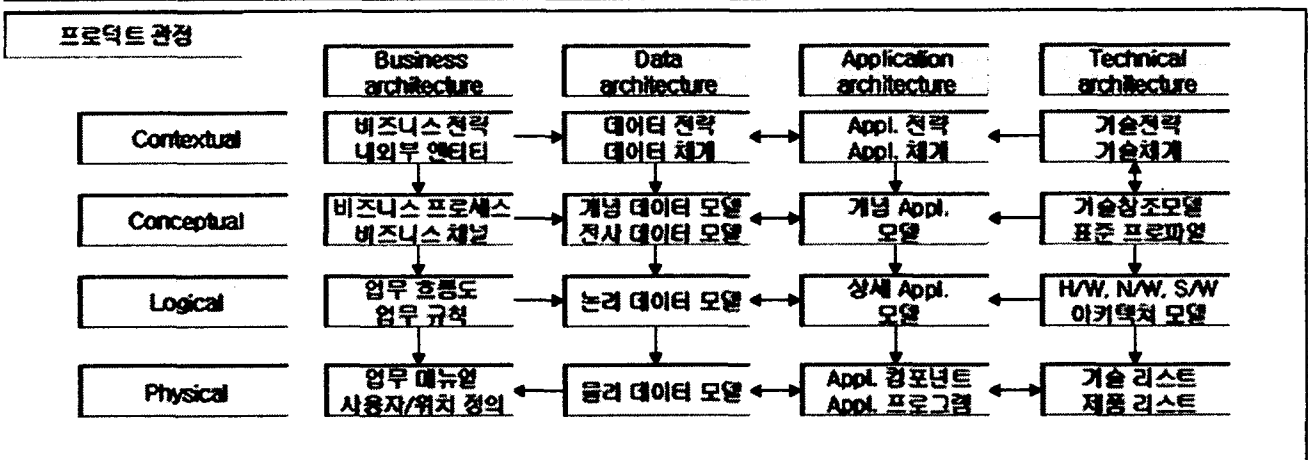 프로덕트 관점
Business architecture
Data architecture
Application architecture
Technical architecture
Contextual
비즈니스 전략
내외부 엔티티
데이터 전략
데이터 체계
Appl. 전략
Appl. 체계
기술전략
기술체계
Conceptual
비즈니스 프로세스
비즈니스 채널
개념 데이터 모델
전사 데이터 모델
개념 Appl.
모델
기술참조모델
표준 프로파일
Logical
업무 흐름도
업무 규칙
논리 데이터 모델
상세 Appl.
모델
H/W, N/W, S/W
아키텍쳐 모델
Physical
업무 매뉴얼
사용자/위치 정의
물리 데이터 모델
Appl. 컴포넌트
Appl. 프로그램
기술 리스트
제품 리스트